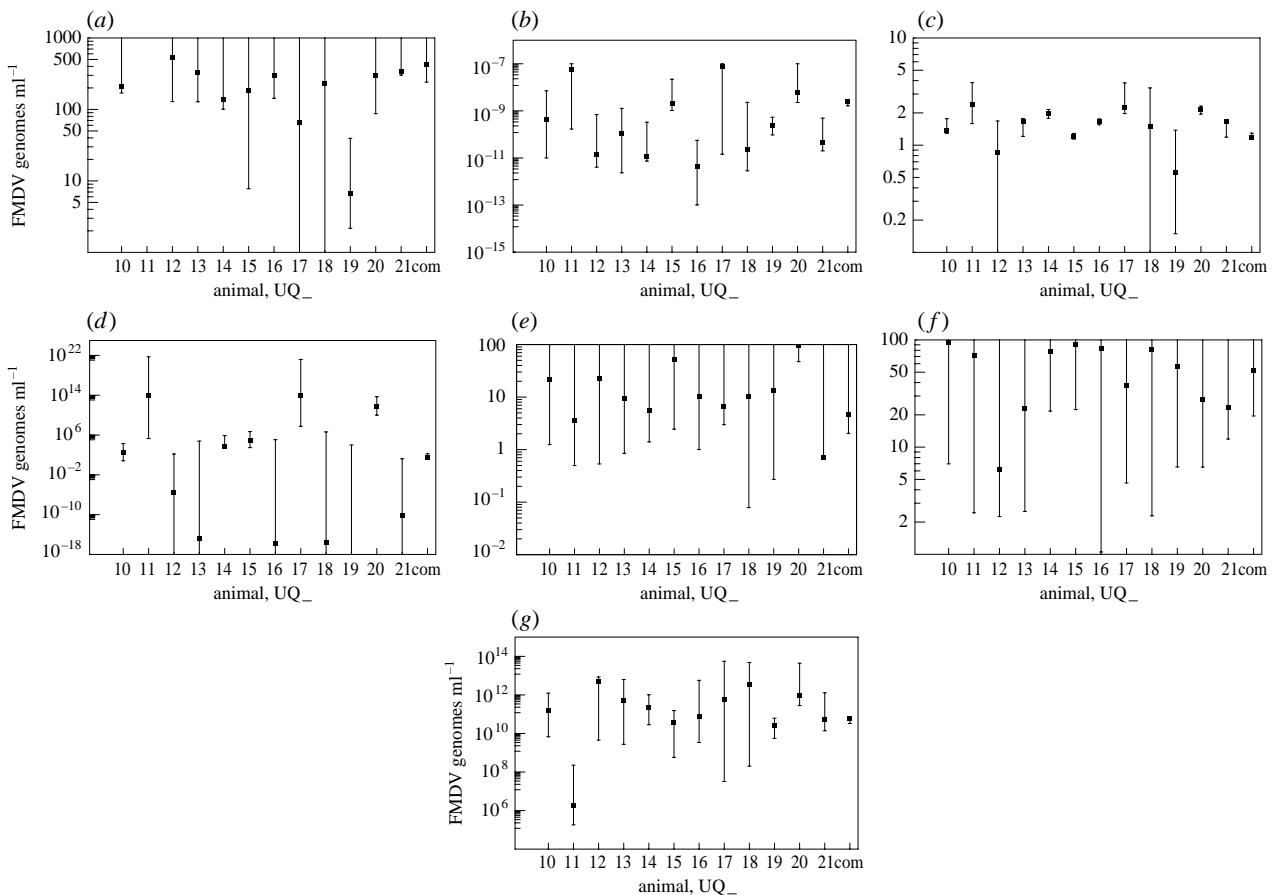 (a)
FMDV genomes ml⁻¹
1000
500
100
50
10
5
10 11 12 13 14 15 16 17 18 19 20 21com
animal, UQ_
(b)
10⁻⁷
10⁻⁹
10⁻¹¹
10⁻¹³
10⁻¹⁵
10 11 12 13 14 15 16 17 18 19 20 21com
animal, UQ_
(c)
10
5
2
1
0.5
0.2
10 11 12 13 14 15 16 17 18 19 20 21com
animal, UQ_
(d)
FMDV genomes ml⁻¹
10²²
10¹⁴
10⁶
10⁻²
10⁻¹⁰
10⁻¹⁸
10 11 12 13 14 15 16 17 18 19 20 21com
animal, UQ_
(e)
100
10
1
10⁻¹
10⁻²
10 11 12 13 14 15 16 17 18 19 20 21com
animal, UQ_
(f)
100
50
20
10
5
2
10 11 12 13 14 15 16 17 18 19 20 21com
animal, UQ_
(g)
FMDV genomes ml⁻¹
10¹⁴
10¹²
10¹⁰
10⁸
10⁶
10 11 12 13 14 15 16 17 18 19 20 21com
animal, UQ_